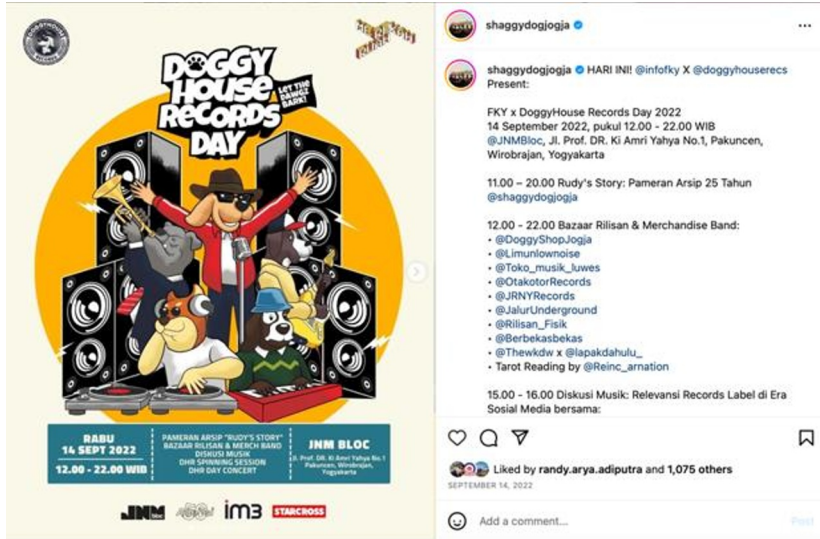 DOGGYHOUSE
RECORDS
DOGGY
HOUSE
RECORDS
DAY
LET THE
DAWGZ
BARK!
RABU
14 SEPT 2022
12.00 - 22.00 WIB
PAMERAN ARSIP "RUDY'S STORY"
BAZAAR RILISAN & MERCH BAND
DISKUSI MUSIK
DHR SPINNING SESSION
DHR DAY CONCERT
JNM BLOC
Jl. Prof. DR. Ki Amri Yahya No.1
Pakuncen, Wirobrajan,
Yogyakarta
JNM
im3
STARCROSS
shaggydogjogja
shaggydogjogja HARI INI! @infofky X @doggyhouserecs
Present:
FKY x DoggyHouse Records Day 2022
14 September 2022, pukul 12.00 - 22.00 WIB
@JNMBloc, Jl. Prof. DR. Ki Amri Yahya No.1, Pakuncen,
Wirobrajan, Yogyakarta
11.00 – 20.00 Rudy's Story: Pameran Arsip 25 Tahun
@shaggydogjogja
12.00 - 22.00 Bazaar Rilisan & Merchandise Band:
• @DoggyShopJogja
• @Limunlownoise
• @Toko_musik_luwes
• @OtakotorRecords
• @JRNYRecords
• @JalurUnderground
• @Rilisan_Fisik
• @Berbekasbekas
• @Thewkdw x @lapakdahulu_
• Tarot Reading by @Reinc_arnation
15.00 - 16.00 Diskusi Musik: Relevansi Records Label di Era
Sosial Media bersama:
Liked by randy.arya.adiputra and 1,075 others
SEPTEMBER 14, 2022
Add a comment...
Post